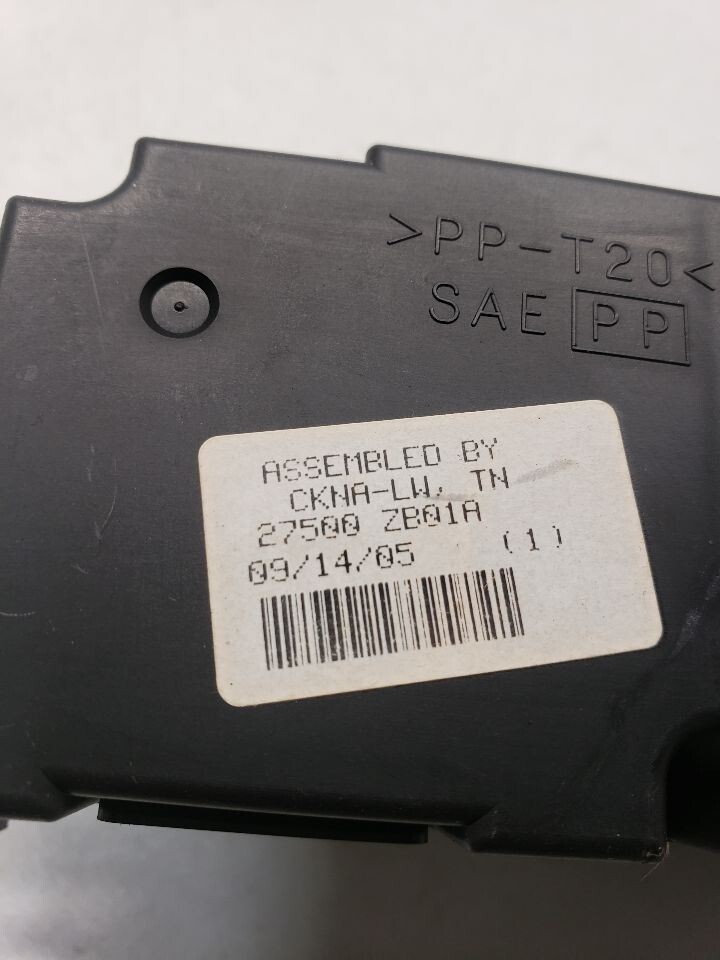 >PP-T20<
SAE PP
ASSEMBLED BY
CKNA-LW, TN
27500 ZB01A
09/14/05 (1)